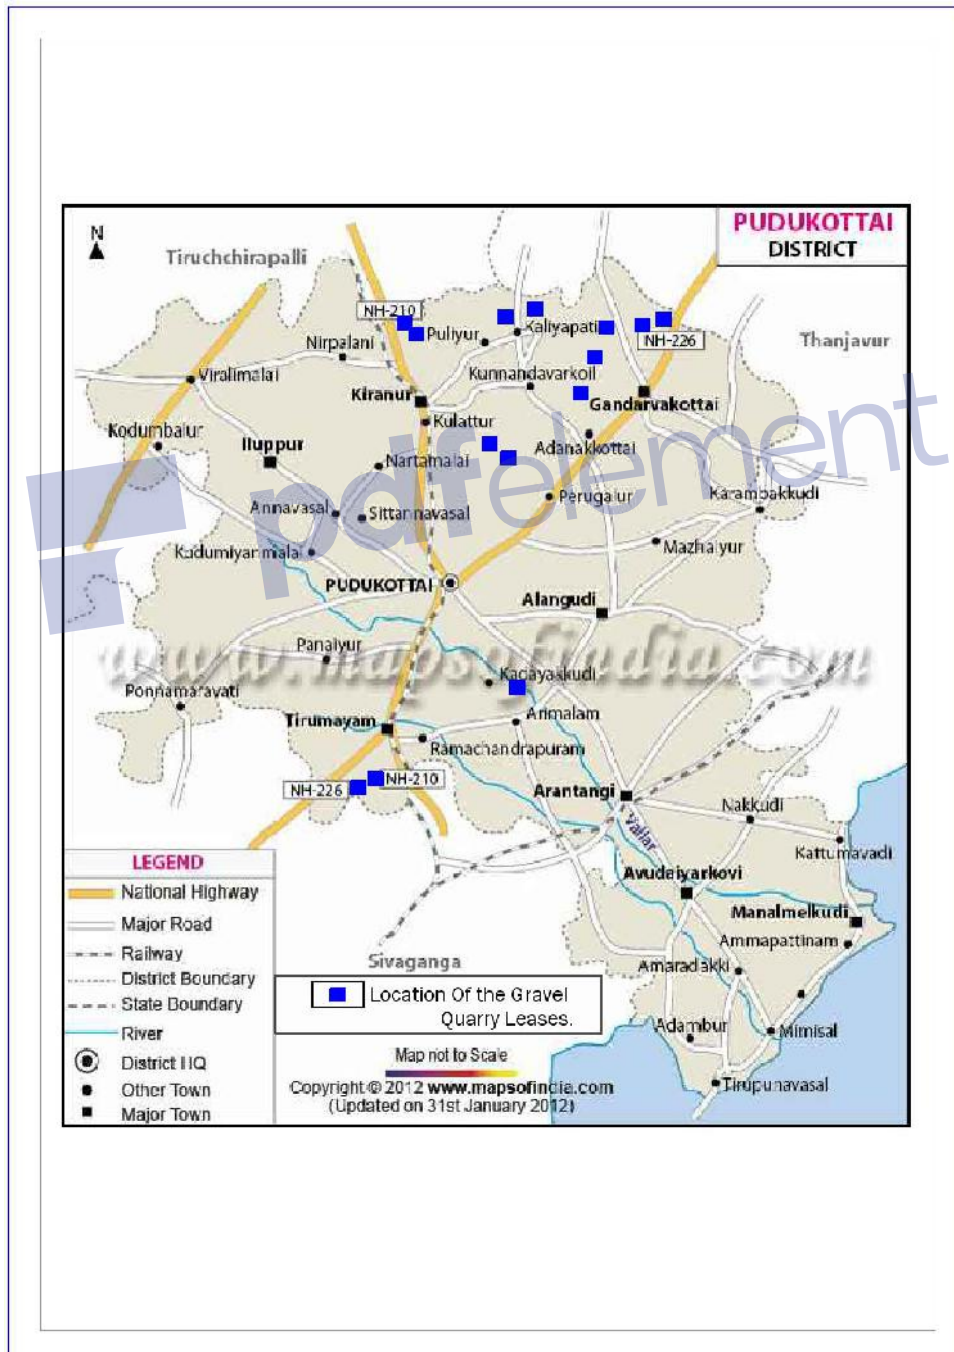 PUDUKOTTAI
DISTRICT
N
Tiruchchirapalli
Thanjavur
NH-210
Puliyur
Kaliyapati
NH-226
Nirpalani
Kunnandavarkoil
Viralimalai
Kiranur
Gandarvakottai
Kulattur
Kodumbalur
Iluppur
Adanakkottai
Nartamalai
Perugalur
Karambakkudi
Annavasal
Sittannavasal
Mazhaiyur
Kudumiyanmalai
PUDUKOTTAI
Alangudi
pdfelement
www.mapsofindia.com
Panaiyur
Kadayakkudi
Ponnamaravati
Arimalam
Tirumayam
Ramachandrapuram
NH-226
NH-210
Arantangi
Nakkudi
Vallar
Kattumavadi
Avudaiyarkovi
Manalmelkudi
Ammapattinam
Amaradakki
Sivaganga
Adambur
Mimisal
Tirupunavasal
LEGEND
National Highway
Major Road
Railway
District Boundary
State Boundary
River
District HQ
Other Town
Major Town
Location Of the Gravel
Quarry Leases.
Map not to Scale
Copyright © 2012 www.mapsofindia.com
(Updated on 31st January 2012)